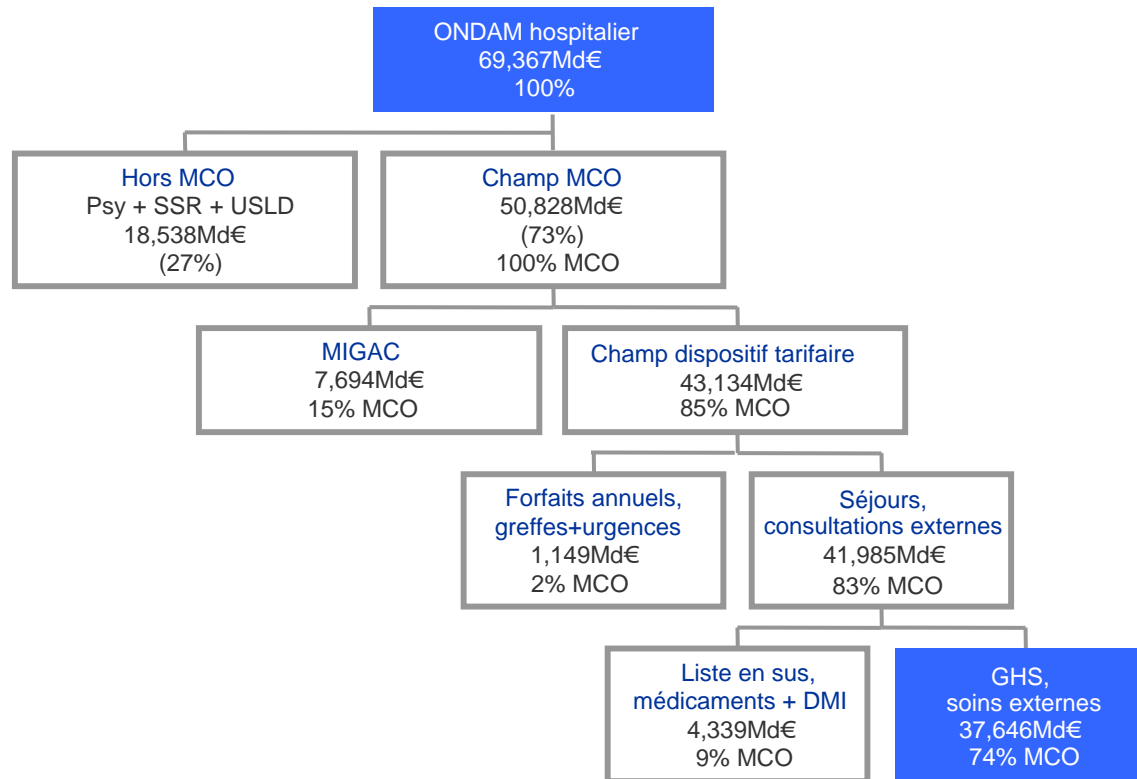 ONDAM hospitalier
69,367Md€
100%
Hors MCO
Psy + SSR + USLD
18,538Md€
(27%)
Champ MCO
50,828Md€
(73%)
100% MCO
MIGAC
7,694Md€
15% MCO
Champ dispositif tarifaire
43,134Md€
85% MCO
Forfaits annuels,
greffes+urgences
1,149Md€
2% MCO
Séjours,
consultations externes
41,985Md€
83% MCO
Liste en sus,
médicaments + DMI
4,339Md€
9% MCO
GHS,
soins externes
37,646Md€
74% MCO